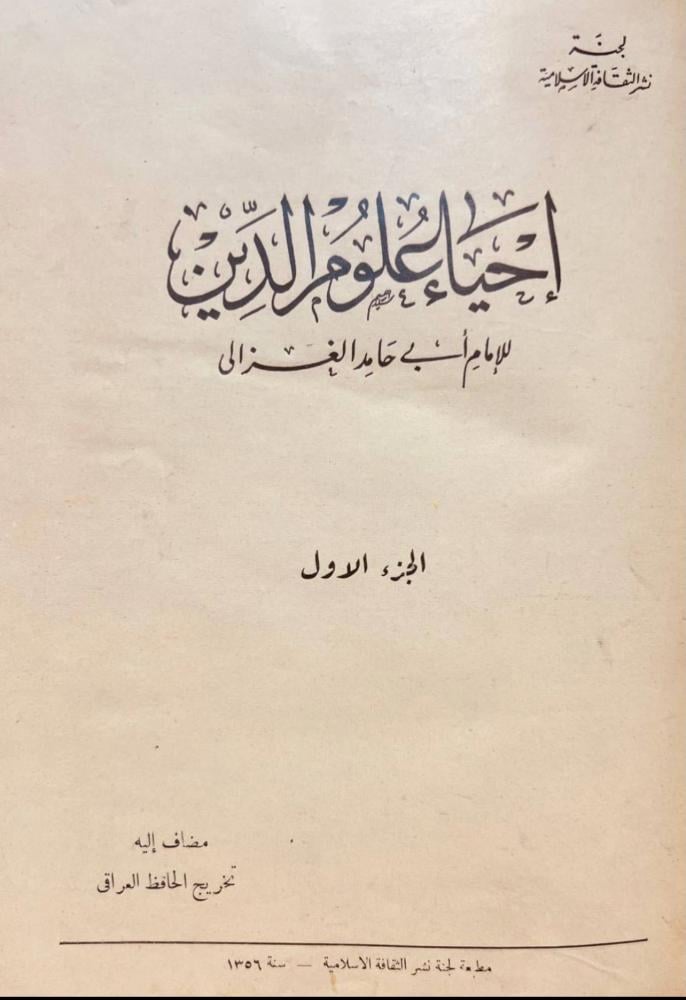 لجنة
نشر الثقافة الإسلامية
إحياء علوم الدين
للإمام أبي حامد الغزالى
الجزء الاول
مضاف إليه
تخريج الحافظ العراقى
مطبعة لجنة نشر الثقافة الاسلامية — سنة ١٣٥٦